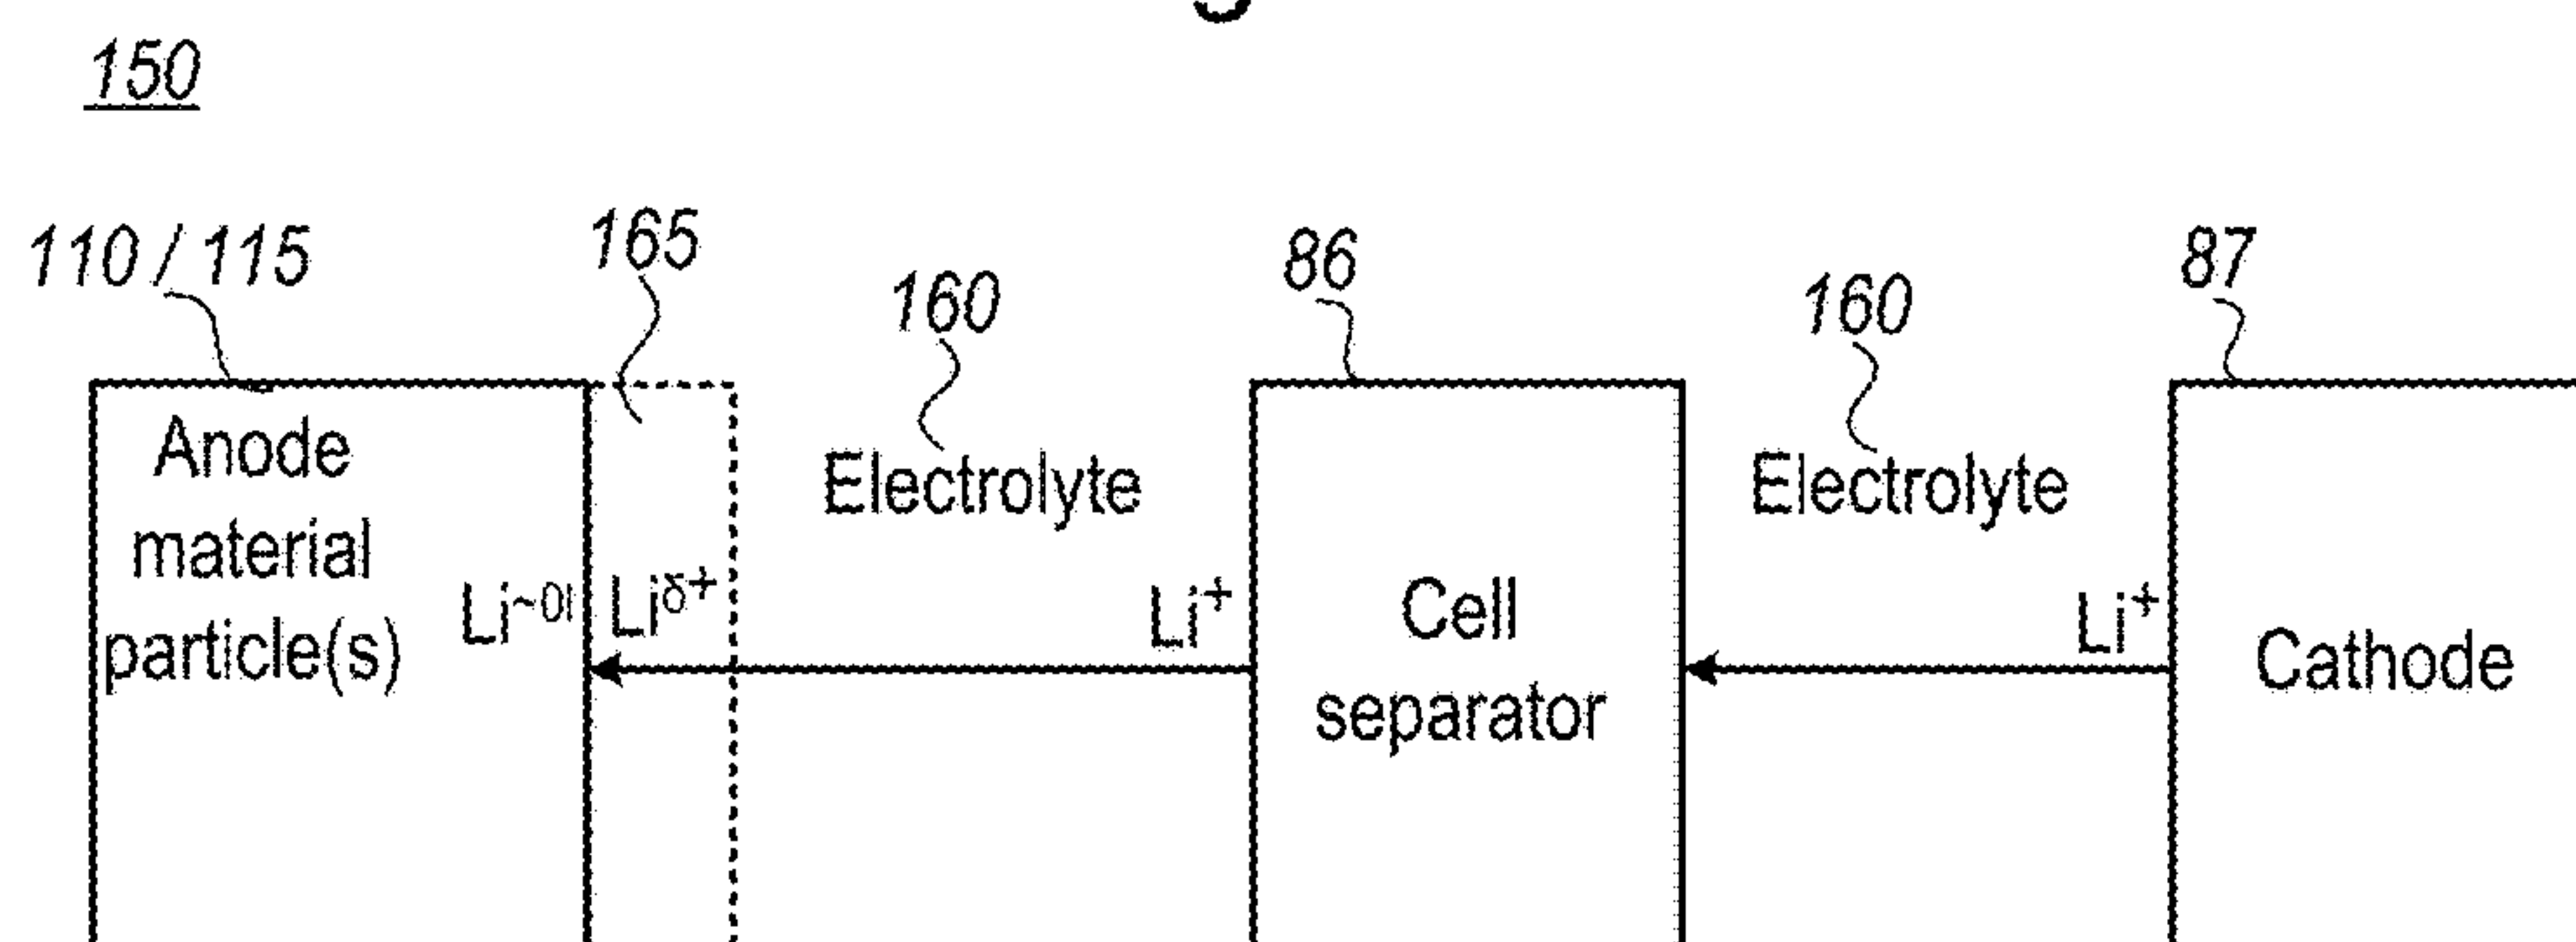 150
110 / 115
165
160
86
160
87
Anode
material
particle(s)
Li~0l
Liδ+
Electrolyte
Li+
Cell
separator
Electrolyte
Li+
Cathode